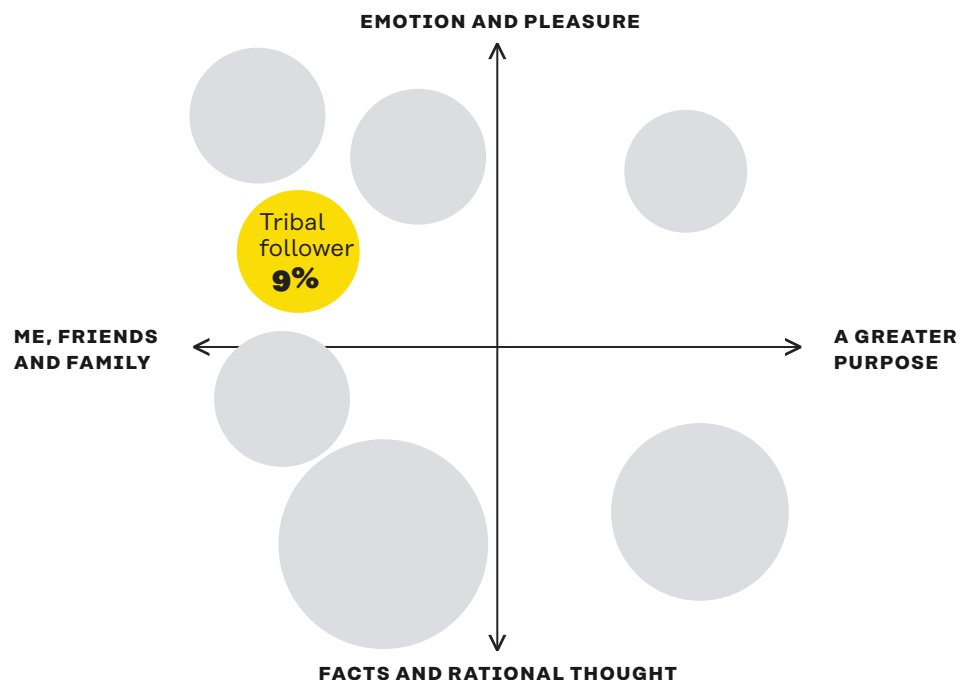 EMOTION AND PLEASURE
Tribal
follower
9%
ME, FRIENDS
AND FAMILY
A GREATER
PURPOSE
FACTS AND RATIONAL THOUGHT